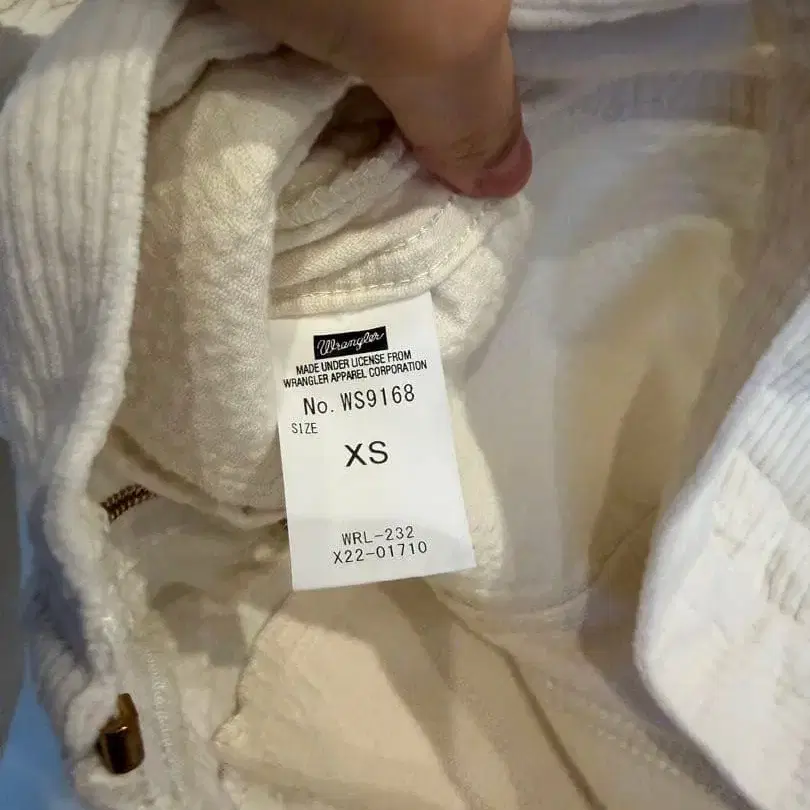 Wrangler
MADE UNDER LICENSE FROM
WRANGLER APPAREL CORPORATION
No. WS9168
SIZE
XS
WRL-232
X22-01710